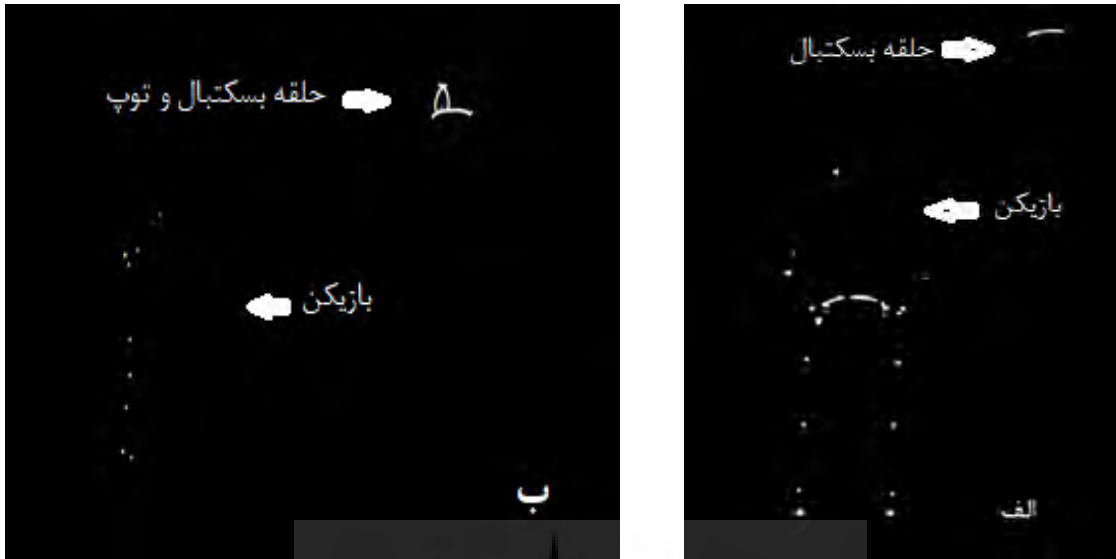 حلقه بسکتبال
بازیکن
الف
حلقه بسکتبال و توپ
بازیکن
ب